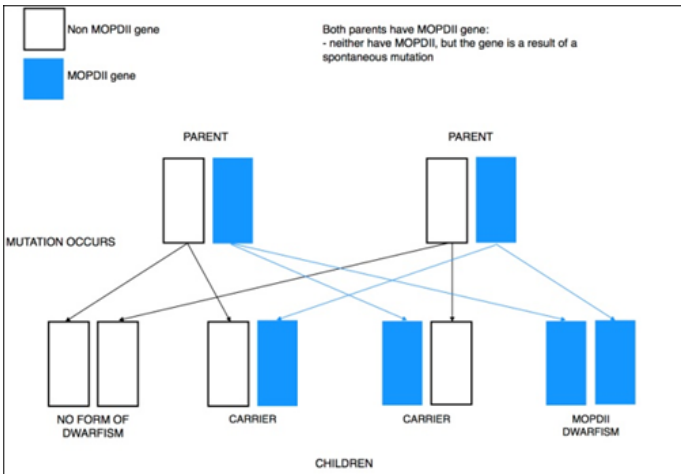 Non MOPDII gene
MOPDII gene
Both parents have MOPDII gene:
- neither have MOPDII, but the gene is a result of a
spontaneous mutation
PARENT
PARENT
MUTATION OCCURS
NO FORM OF
DWARFISM
CARRIER
CARRIER
MOPDII
DWARFISM
CHILDREN